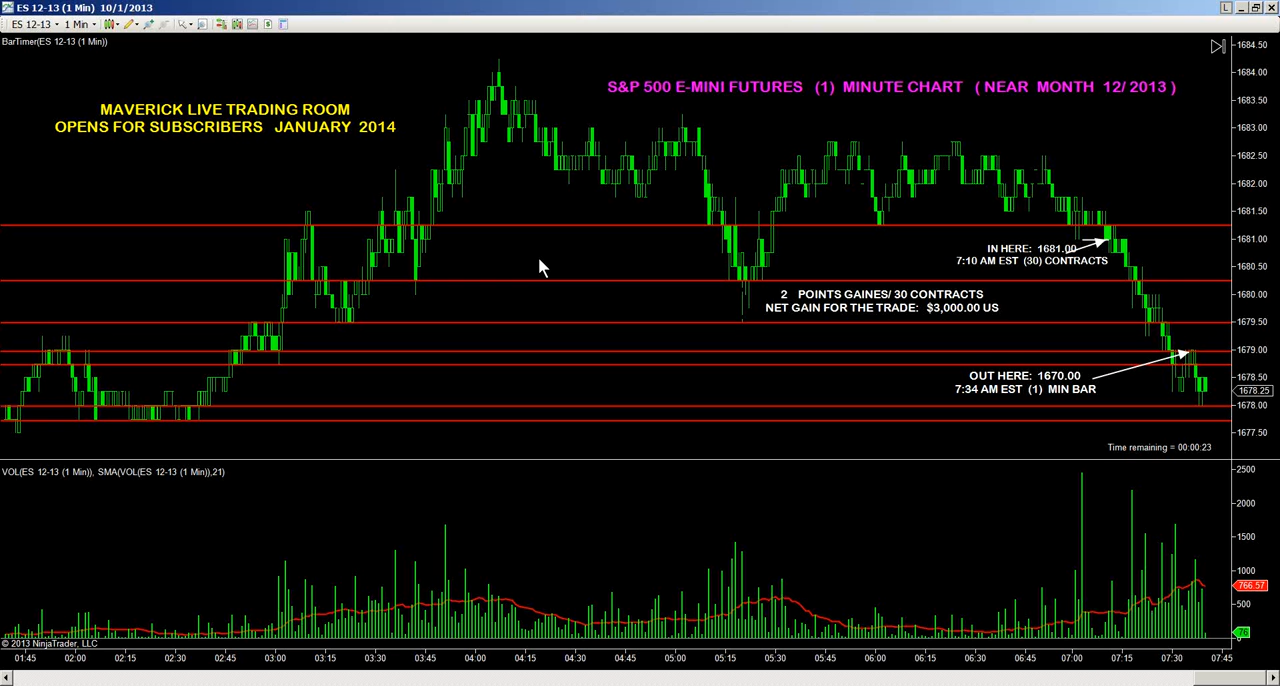 ES 12-13 (1 Min) 10/1/2013
L
ES 12-13 1 Min
BarTimer(ES 12-13 (1 Min))
MAVERICK LIVE TRADING ROOM
OPENS FOR SUBSCRIBERS JANUARY 2014
S&P 500 E-MINI FUTURES (1) MINUTE CHART ( NEAR MONTH 12/ 2013 )
IN HERE: 1681.00
7:10 AM EST (30) CONTRACTS
2 POINTS GAINES/ 30 CONTRACTS
NET GAIN FOR THE TRADE: $3,000.00 US
OUT HERE: 1670.00
7:34 AM EST (1) MIN BAR
Time remaining = 00:00:23
1684.50
1684.00
1683.50
1683.00
1682.50
1682.00
1681.50
1681.00
1680.50
1680.00
1679.50
1679.00
1678.50
1678.25
1678.00
1677.50
VOL(ES 12-13 (1 Min)), SMA(VOL(ES 12-13 (1 Min)),21)
2500
2000
1500
1000
766.57
500
76
0
© 2013 NinjaTrader, LLC
01:45 02:00 02:15 02:30 02:45 03:00 03:15 03:30 03:45 04:00 04:15 04:30 04:45 05:00 05:15 05:30 05:45 06:00 06:15 06:30 06:45 07:00 07:15 07:30 07:45